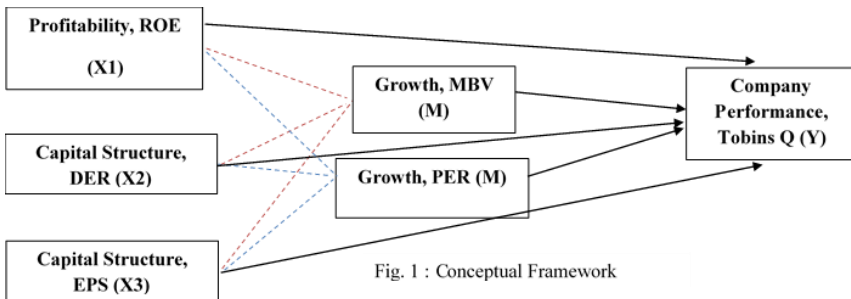 Profitability, ROE
(X1)
Growth, MBV
(M)
Company
Performance,
Tobins Q (Y)
Capital Structure,
DER (X2)
Growth, PER (M)
Capital Structure,
EPS (X3)
Fig. 1 : Conceptual Framework